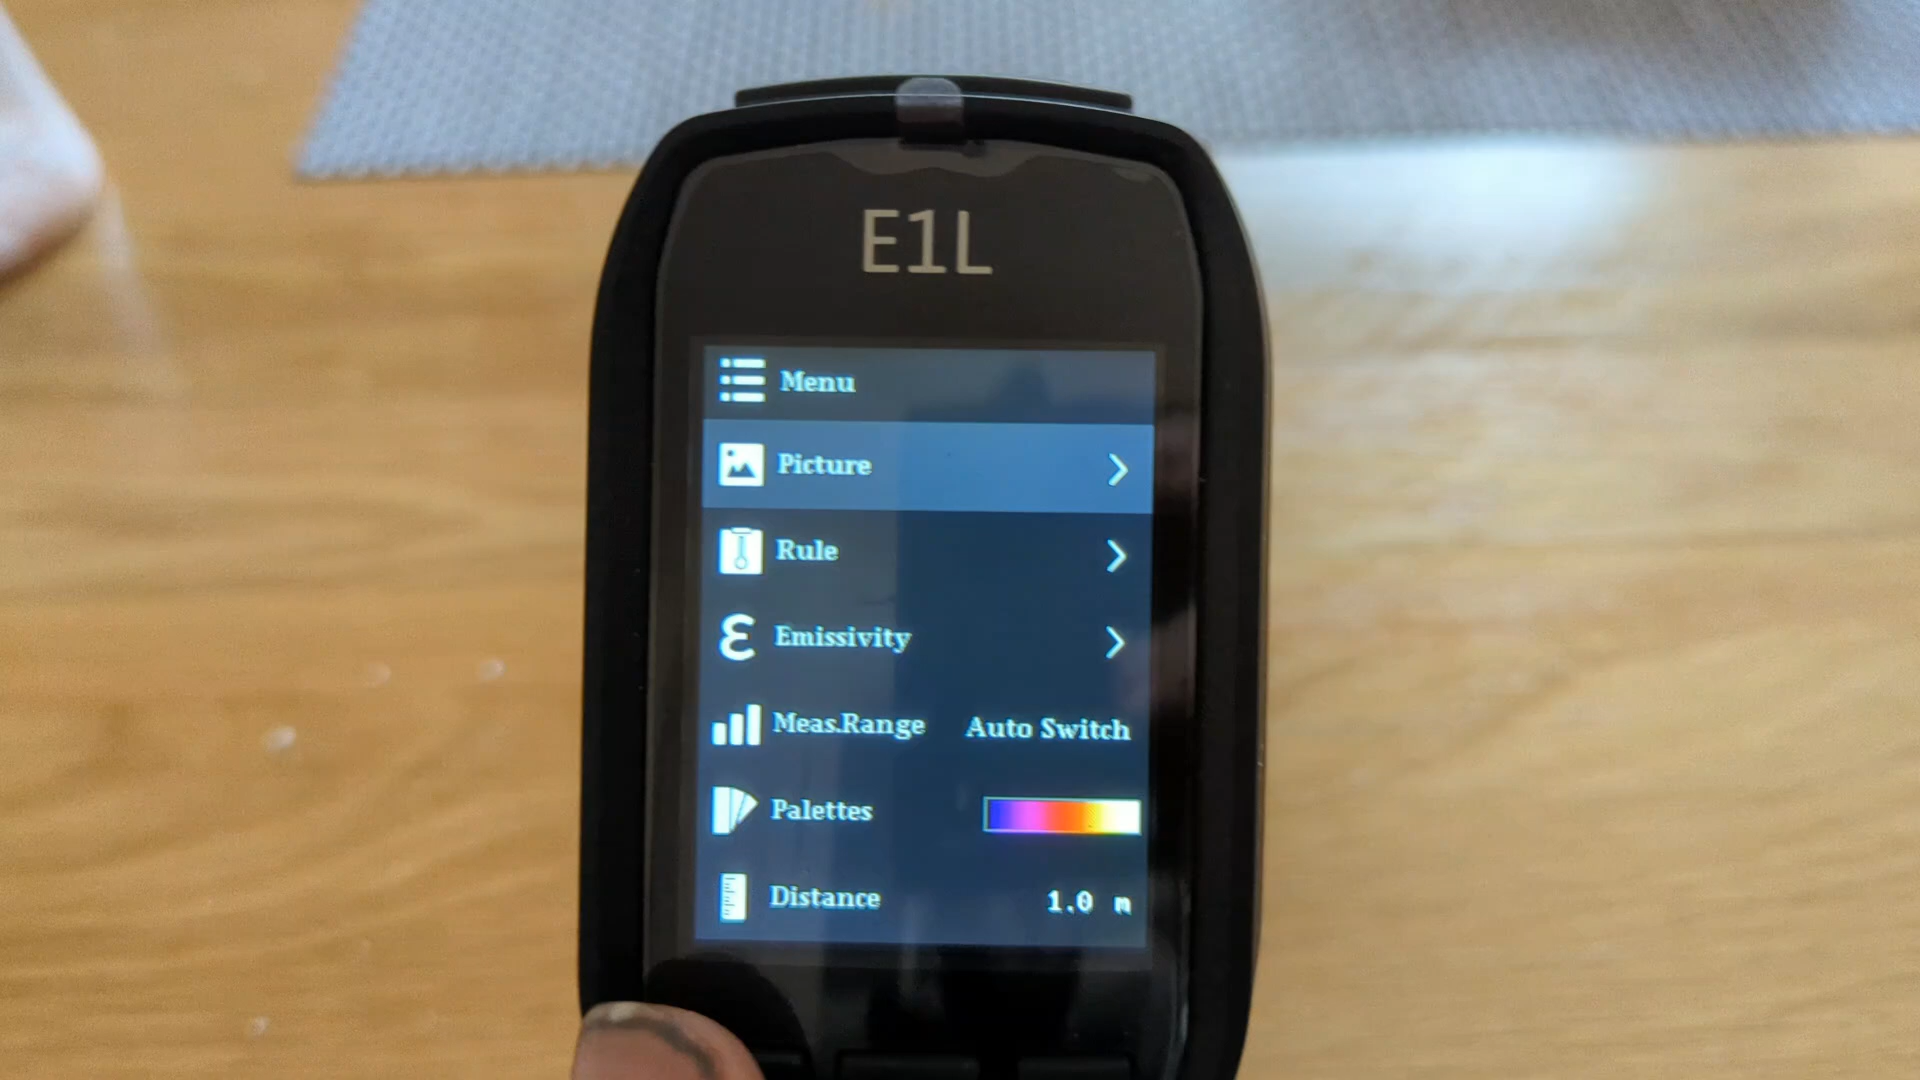 E1L
Menu
Picture
Rule
Emissivity
Meas.Range Auto Switch
Palettes
Distance 1.0 m